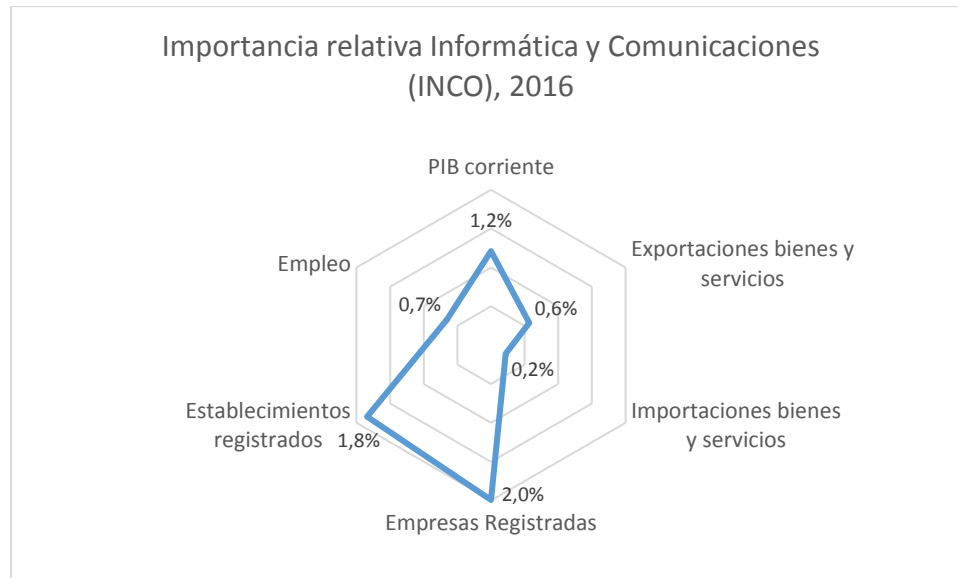 Importancia relativa Informática y Comunicaciones
(INCO), 2016
PIB corriente
1,2%
Exportaciones bienes y
servicios
0,6%
Importaciones bienes
y servicios
0,2%
Empresas Registradas
2,0%
Establecimientos
registrados
1,8%
Empleo
0,7%